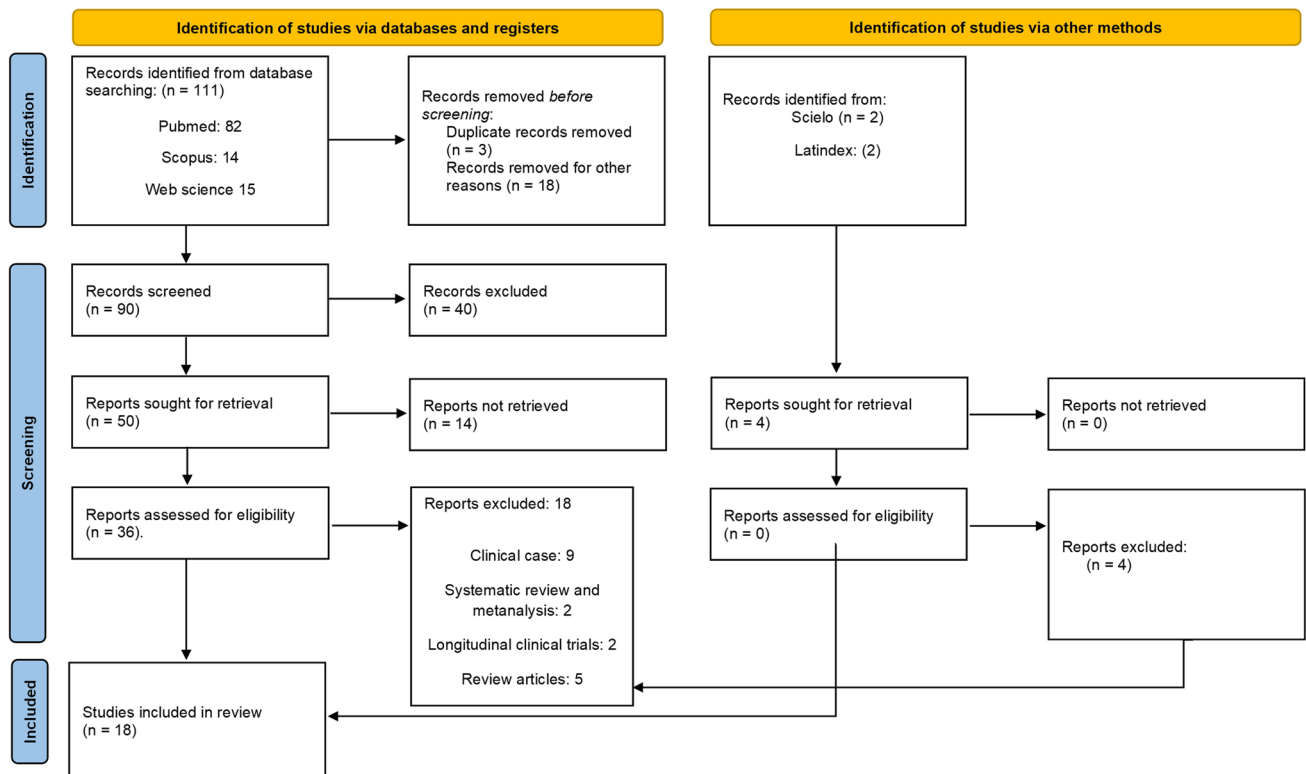 Identification of studies via databases and registers
Identification of studies via other methods
Identification
Records identified from database
searching: (n = 111)
Pubmed: 82
Scopus: 14
Web science 15
Records removed before
screening:
Duplicate records removed
(n = 3)
Records removed for other
reasons (n = 18)
Records identified from:
Scielo (n = 2)
Latindex: (2)
Screening
Records screened
(n = 90)
Records excluded
(n = 40)
Reports sought for retrieval
(n = 50)
Reports not retrieved
(n = 14)
Reports sought for retrieval
(n = 4)
Reports not retrieved
(n = 0)
Reports assessed for eligibility
(n = 36).
Reports excluded: 18
Clinical case: 9
Systematic review and
metanalysis: 2
Longitudinal clinical trials: 2
Review articles: 5
Reports assessed for eligibility
(n = 0)
Reports excluded:
(n = 4)
Included
Studies included in review
(n = 18)